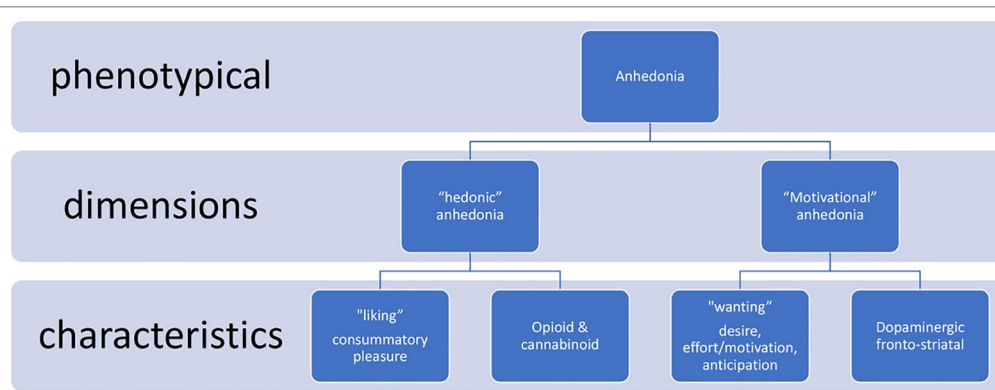 phenotypical
Anhedonia
dimensions
“hedonic”
anhedonia
“Motivational”
anhedonia
characteristics
"liking”
consummatory
pleasure
Opioid &
cannabinoid
"wanting”
desire,
effort/motivation,
anticipation
Dopaminergic
fronto-striatal